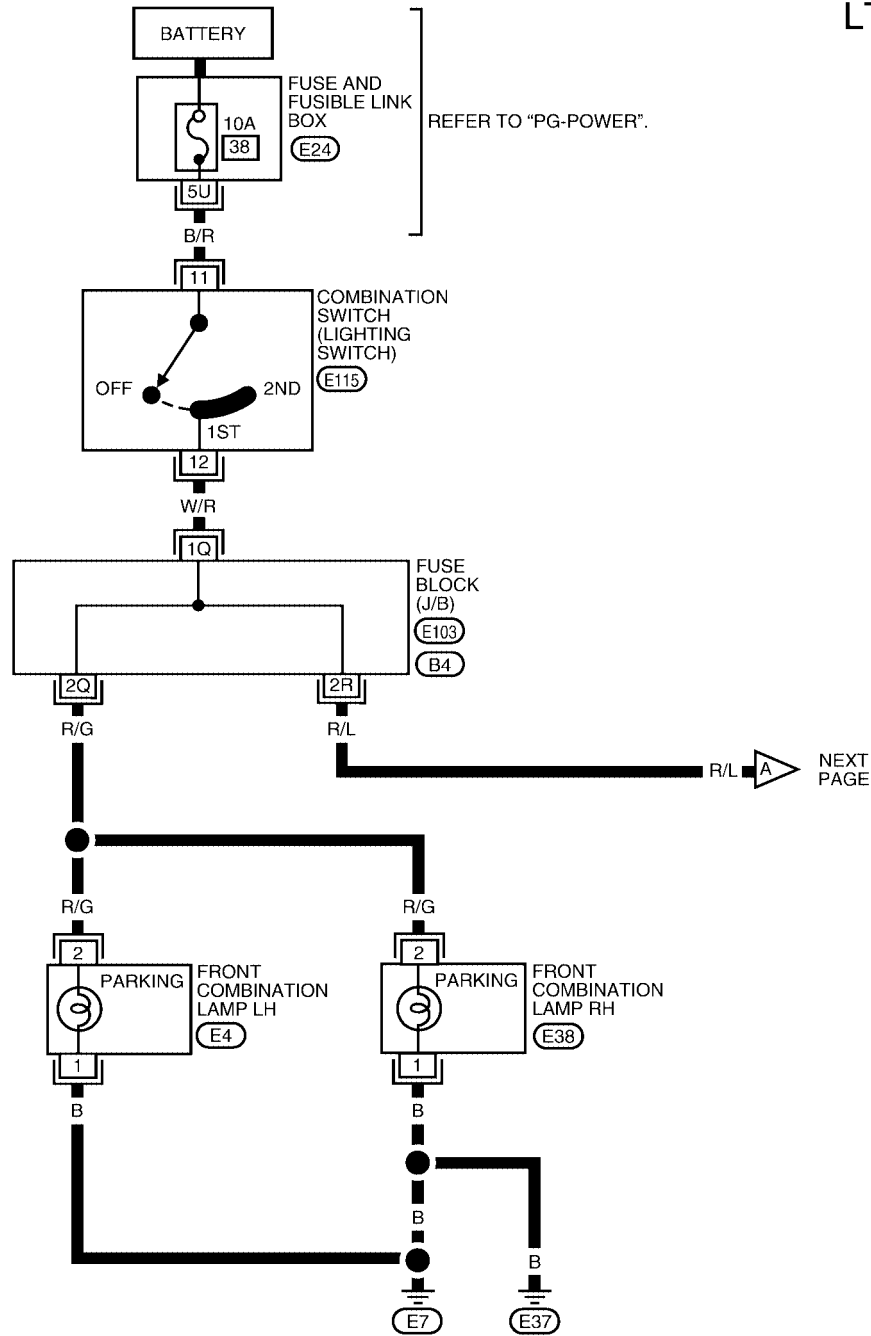 LT
BATTERY
FUSE AND
FUSIBLE LINK
BOX
E24
10A
38
REFER TO “PG-POWER”.
5U
B/R
11
COMBINATION
SWITCH
(LIGHTING
SWITCH)
E115
OFF
2ND
1ST
12
W/R
1Q
FUSE
BLOCK
(J/B)
E103
B4
2Q
2R
R/G
R/L
R/L
A
NEXT
PAGE
R/G
R/G
2
2
PARKING
FRONT
COMBINATION
LAMP LH
E4
PARKING
FRONT
COMBINATION
LAMP RH
E38
1
1
B
B
B
B
E7
E37